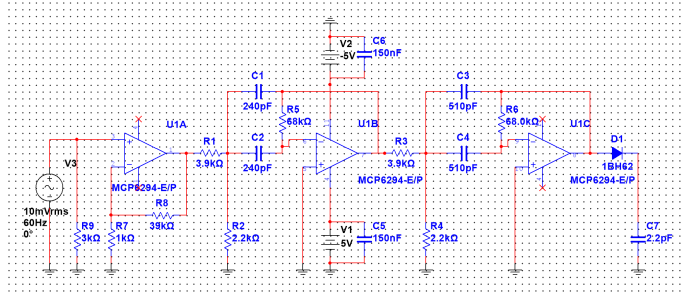 V2
-5V
C6
150nF
C1
240pF
R5
68kΩ
C3
510pF
R6
68.0kΩ
U1A
U1B
U1C
R1
3.9kΩ
C2
240pF
R3
3.9kΩ
C4
510pF
D1
1BH62
V3
MCP6294-E/P
MCP6294-E/P
MCP6294-E/P
10mVrms
60Hz
0°
R9
3kΩ
R7
1kΩ
R8
39kΩ
R2
2.2kΩ
V1
-5V
C5
150nF
R4
2.2kΩ
C7
2.2pF